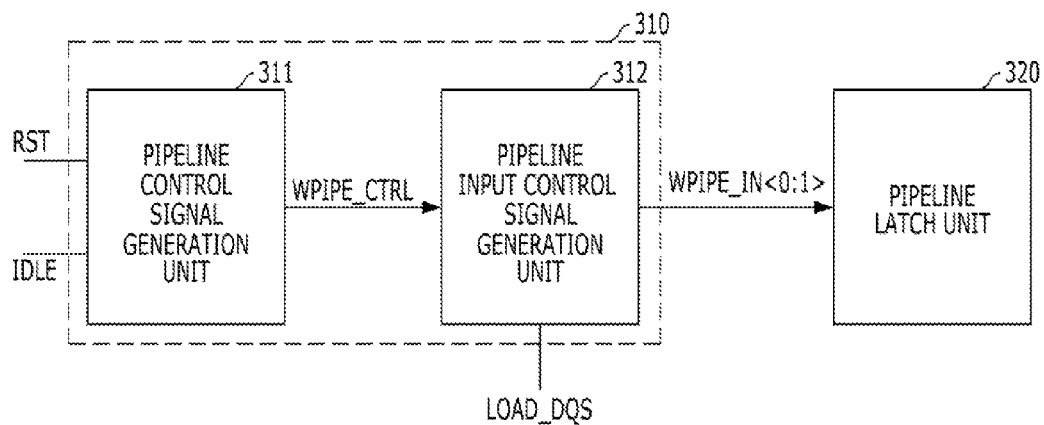 310
311
312
320
RST
IDLE
PIPELINE
CONTROL
SIGNAL
GENERATION
UNIT
WPIPE_CTRL
PIPELINE
INPUT CONTROL
SIGNAL
GENERATION
UNIT
WPIPE_IN<0:1>
PIPELINE
LATCH UNIT
LOAD_DQS